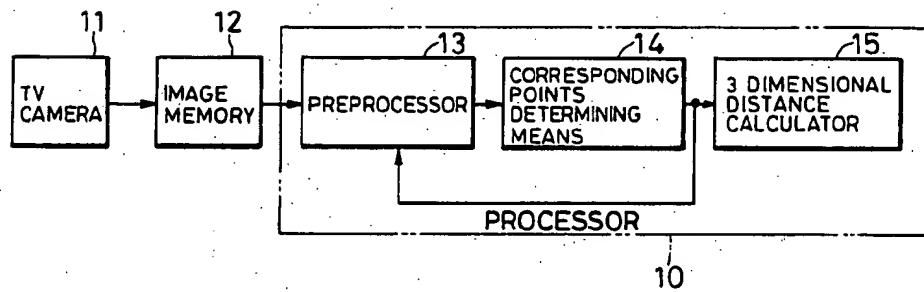 11
12
13
14
15
TV
CAMERA
IMAGE
MEMORY
PREPROCESSOR
CORRESPONDING
POINTS
DETERMINING
MEANS
3 DIMENSIONAL
DISTANCE
CALCULATOR
PROCESSOR
10